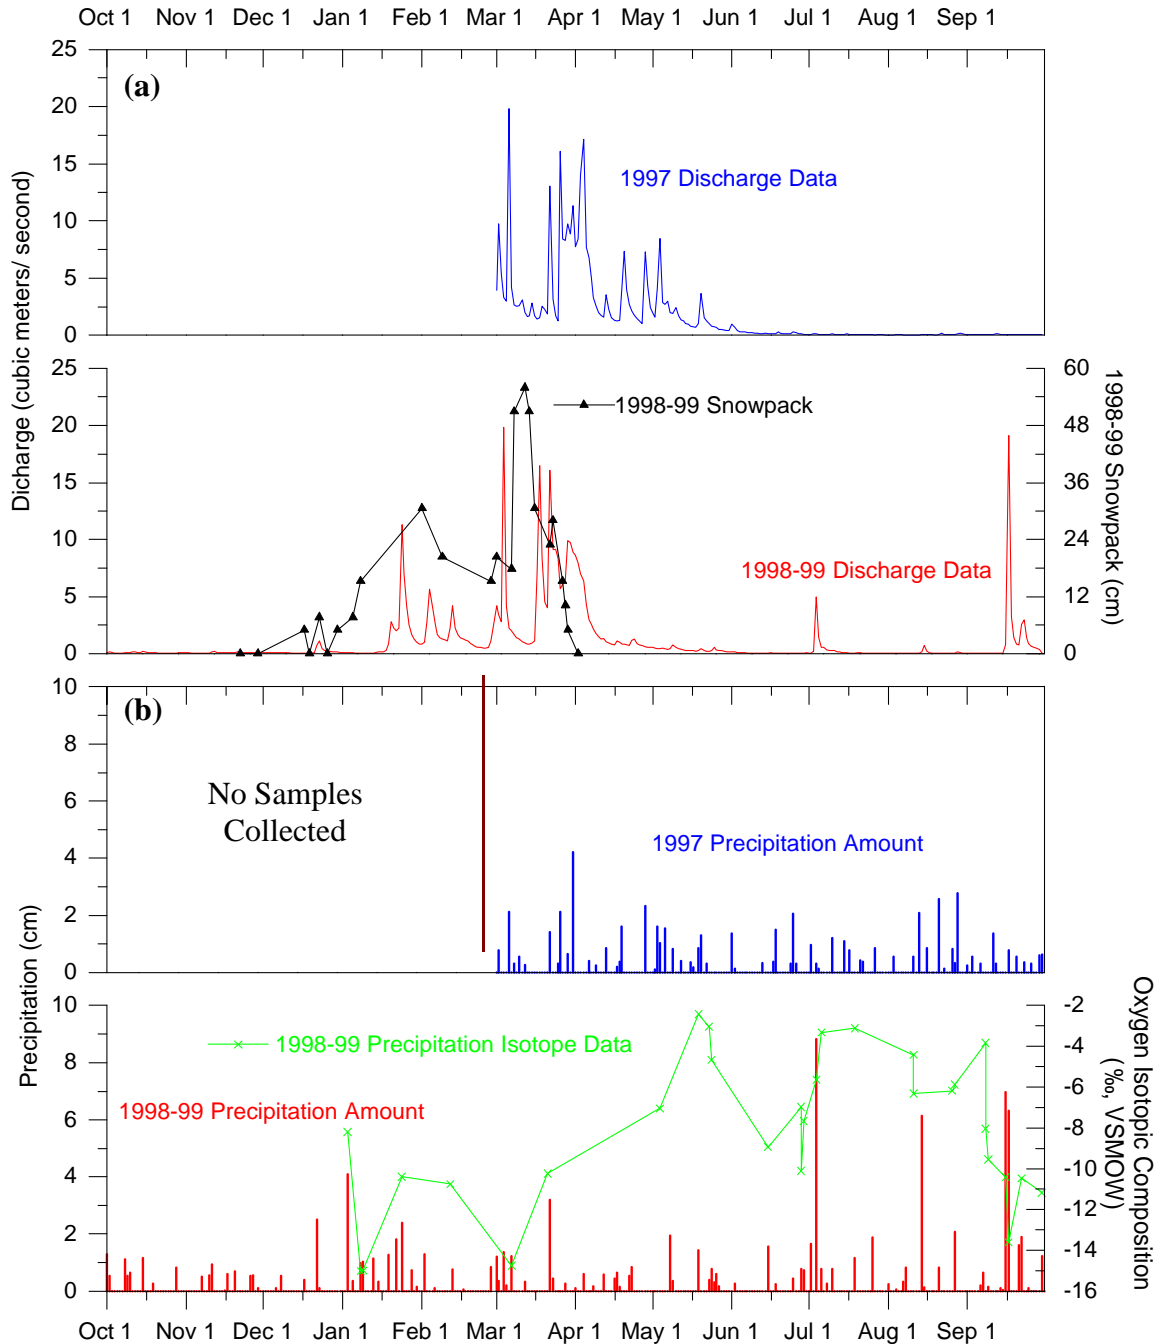 Oct 1 Nov 1 Dec 1 Jan 1 Feb 1 Mar 1 Apr 1 May 1 Jun 1 Jul 1 Aug 1 Sep 1
(a)
25
20
15
10
5
0
1997 Discharge Data
Dicharge (cubic meters/ second)
25
20
15
10
5
0
1998-99 Snowpack
1998-99 Discharge Data
60
48
36
24
12
0
1998-99 Snowpack (cm)
(b)
10
8
6
4
2
0
No Samples
Collected
1997 Precipitation Amount
Precipitation (cm)
10
8
6
4
2
0
1998-99 Precipitation Isotope Data
1998-99 Precipitation Amount
-2
-4
-6
-8
-10
-12
-14
-16
Oxygen Isotopic Composition
(‰, VSMOW)
Oct 1 Nov 1 Dec 1 Jan 1 Feb 1 Mar 1 Apr 1 May 1 Jun 1 Jul 1 Aug 1 Sep 1